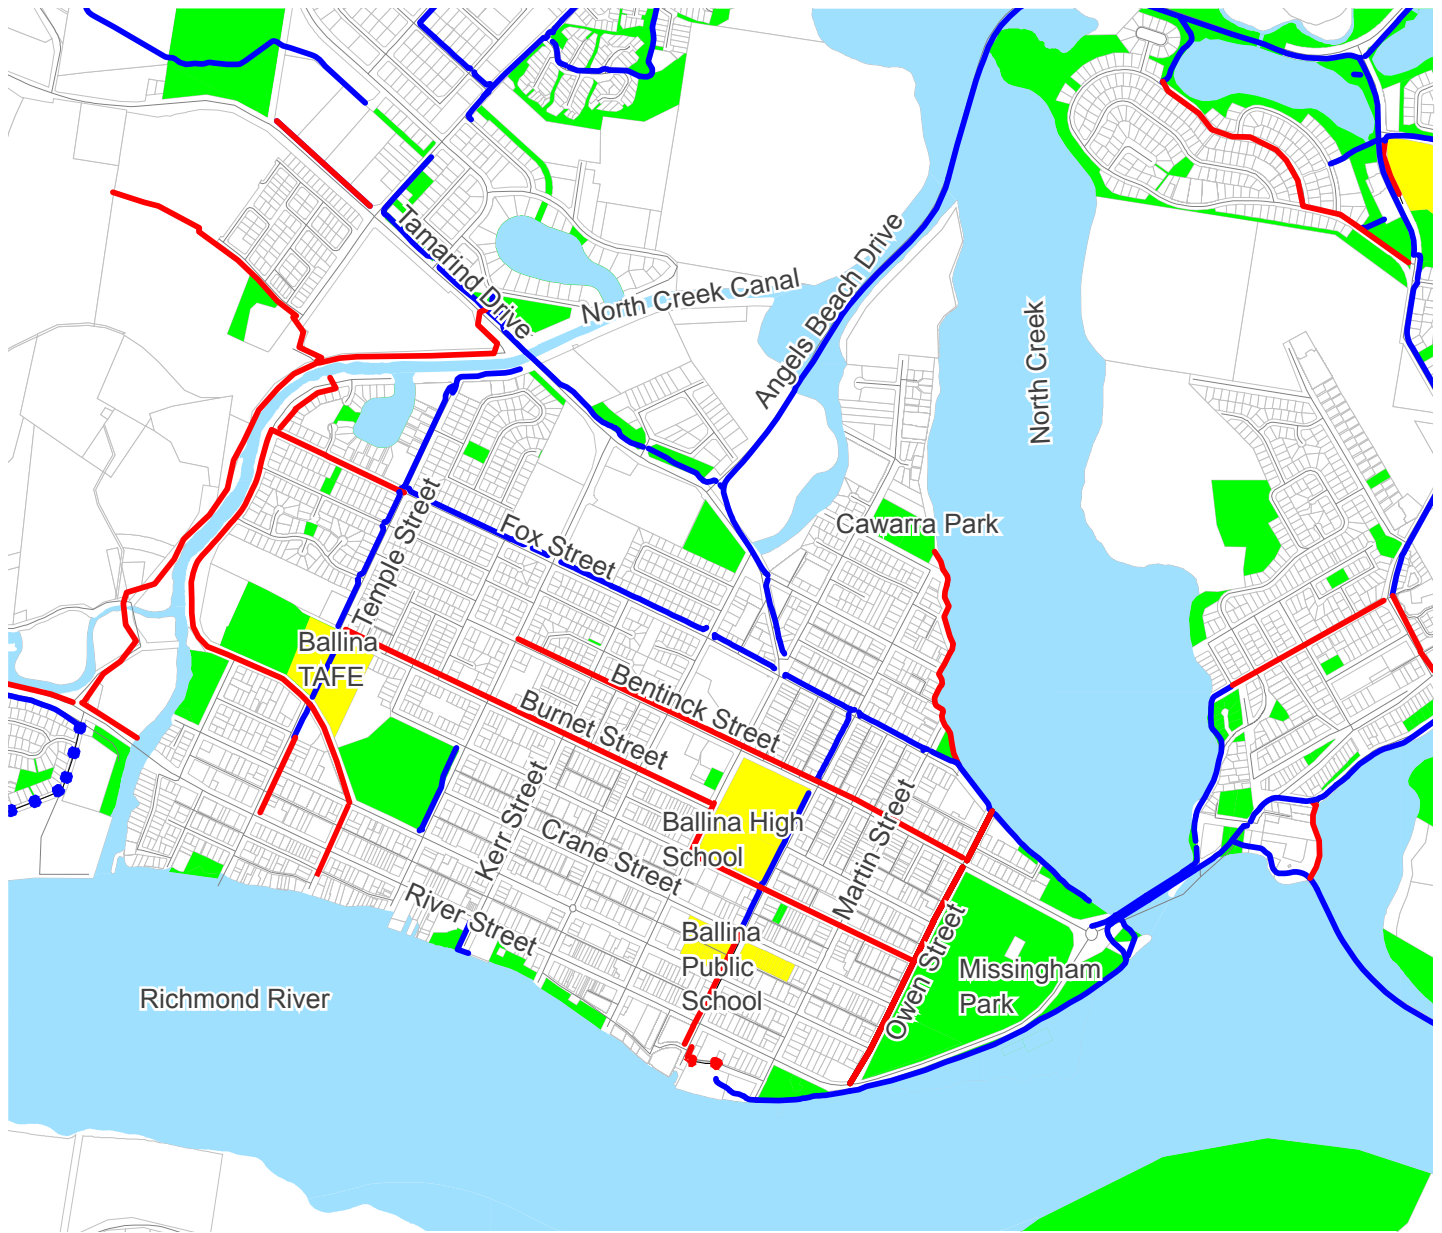 Tamarind Drive
North Creek Canal
Angels Beach Drive
North Creek
Cawarra Park
Fox Street
Temple Street
Ballina
TAFE
Bentinck Street
Burnet Street
Kerr Street
Crane Street
Ballina High
School
Martin Street
River Street
Ballina
Public
School
Owen Street
Missingham
Park
Richmond River